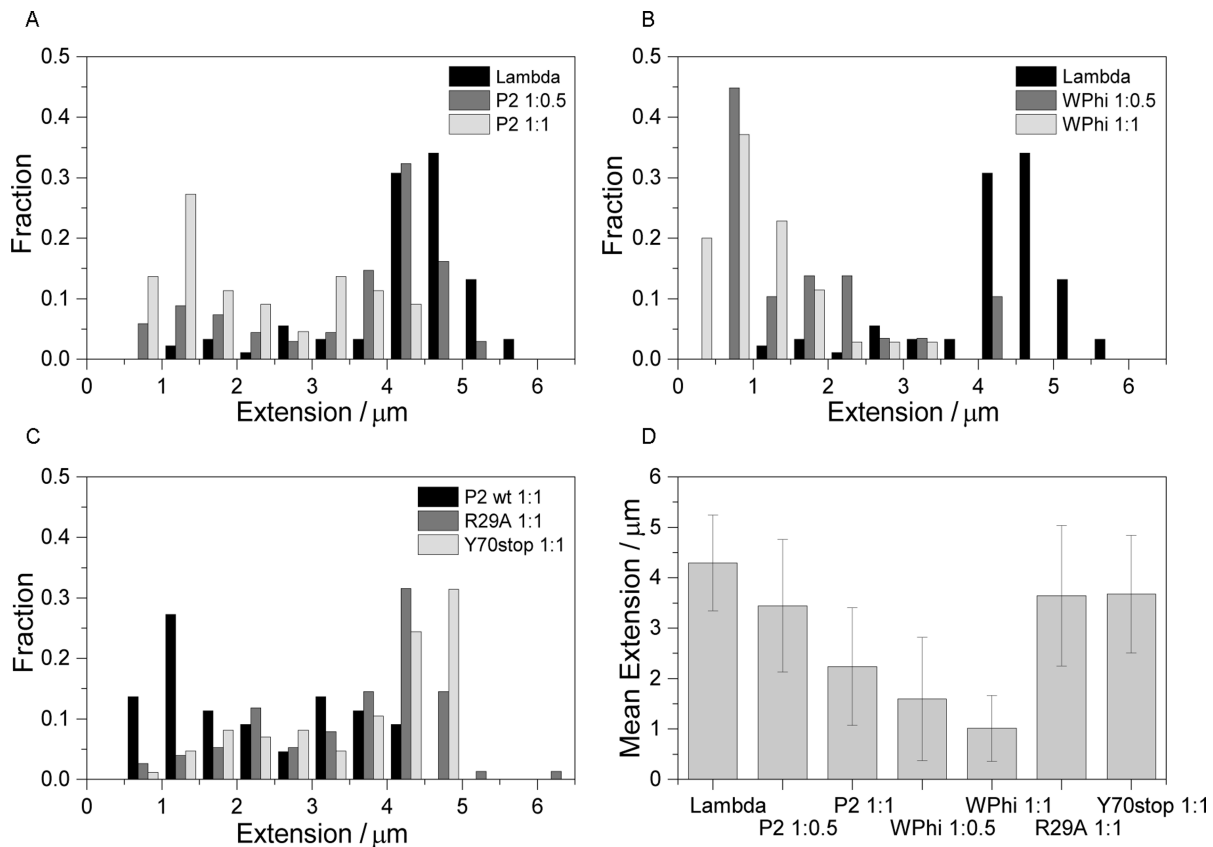 A
0.5
0.4
0.3
0.2
0.1
0.0
Fraction
Lambda
P2 1:0.5
P2 1:1
0 1 2 3 4 5 6
Extension / μm
B
0.5
0.4
0.3
0.2
0.1
0.0
Fraction
Lambda
WPhi 1:0.5
WPhi 1:1
0 1 2 3 4 5 6
Extension / μm
C
0.5
0.4
0.3
0.2
0.1
0.0
Fraction
P2 wt 1:1
R29A 1:1
Y70stop 1:1
0 1 2 3 4 5 6
Extension / μm
D
6
5
4
3
2
1
0
Mean Extension / μm
Lambda P2 1:1 WPhi 1:1 Y70stop 1:1
P2 1:0.5 WPhi 1:0.5 R29A 1:1